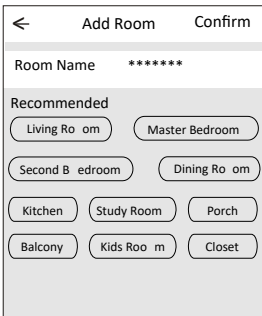 Add Room Confirm
Room Name *******
Recommended
Living Ro om Master Bedroom
Second B edroom Dining Ro om
Kitchen Study Room Porch
Balcony Kids Roo m Closet